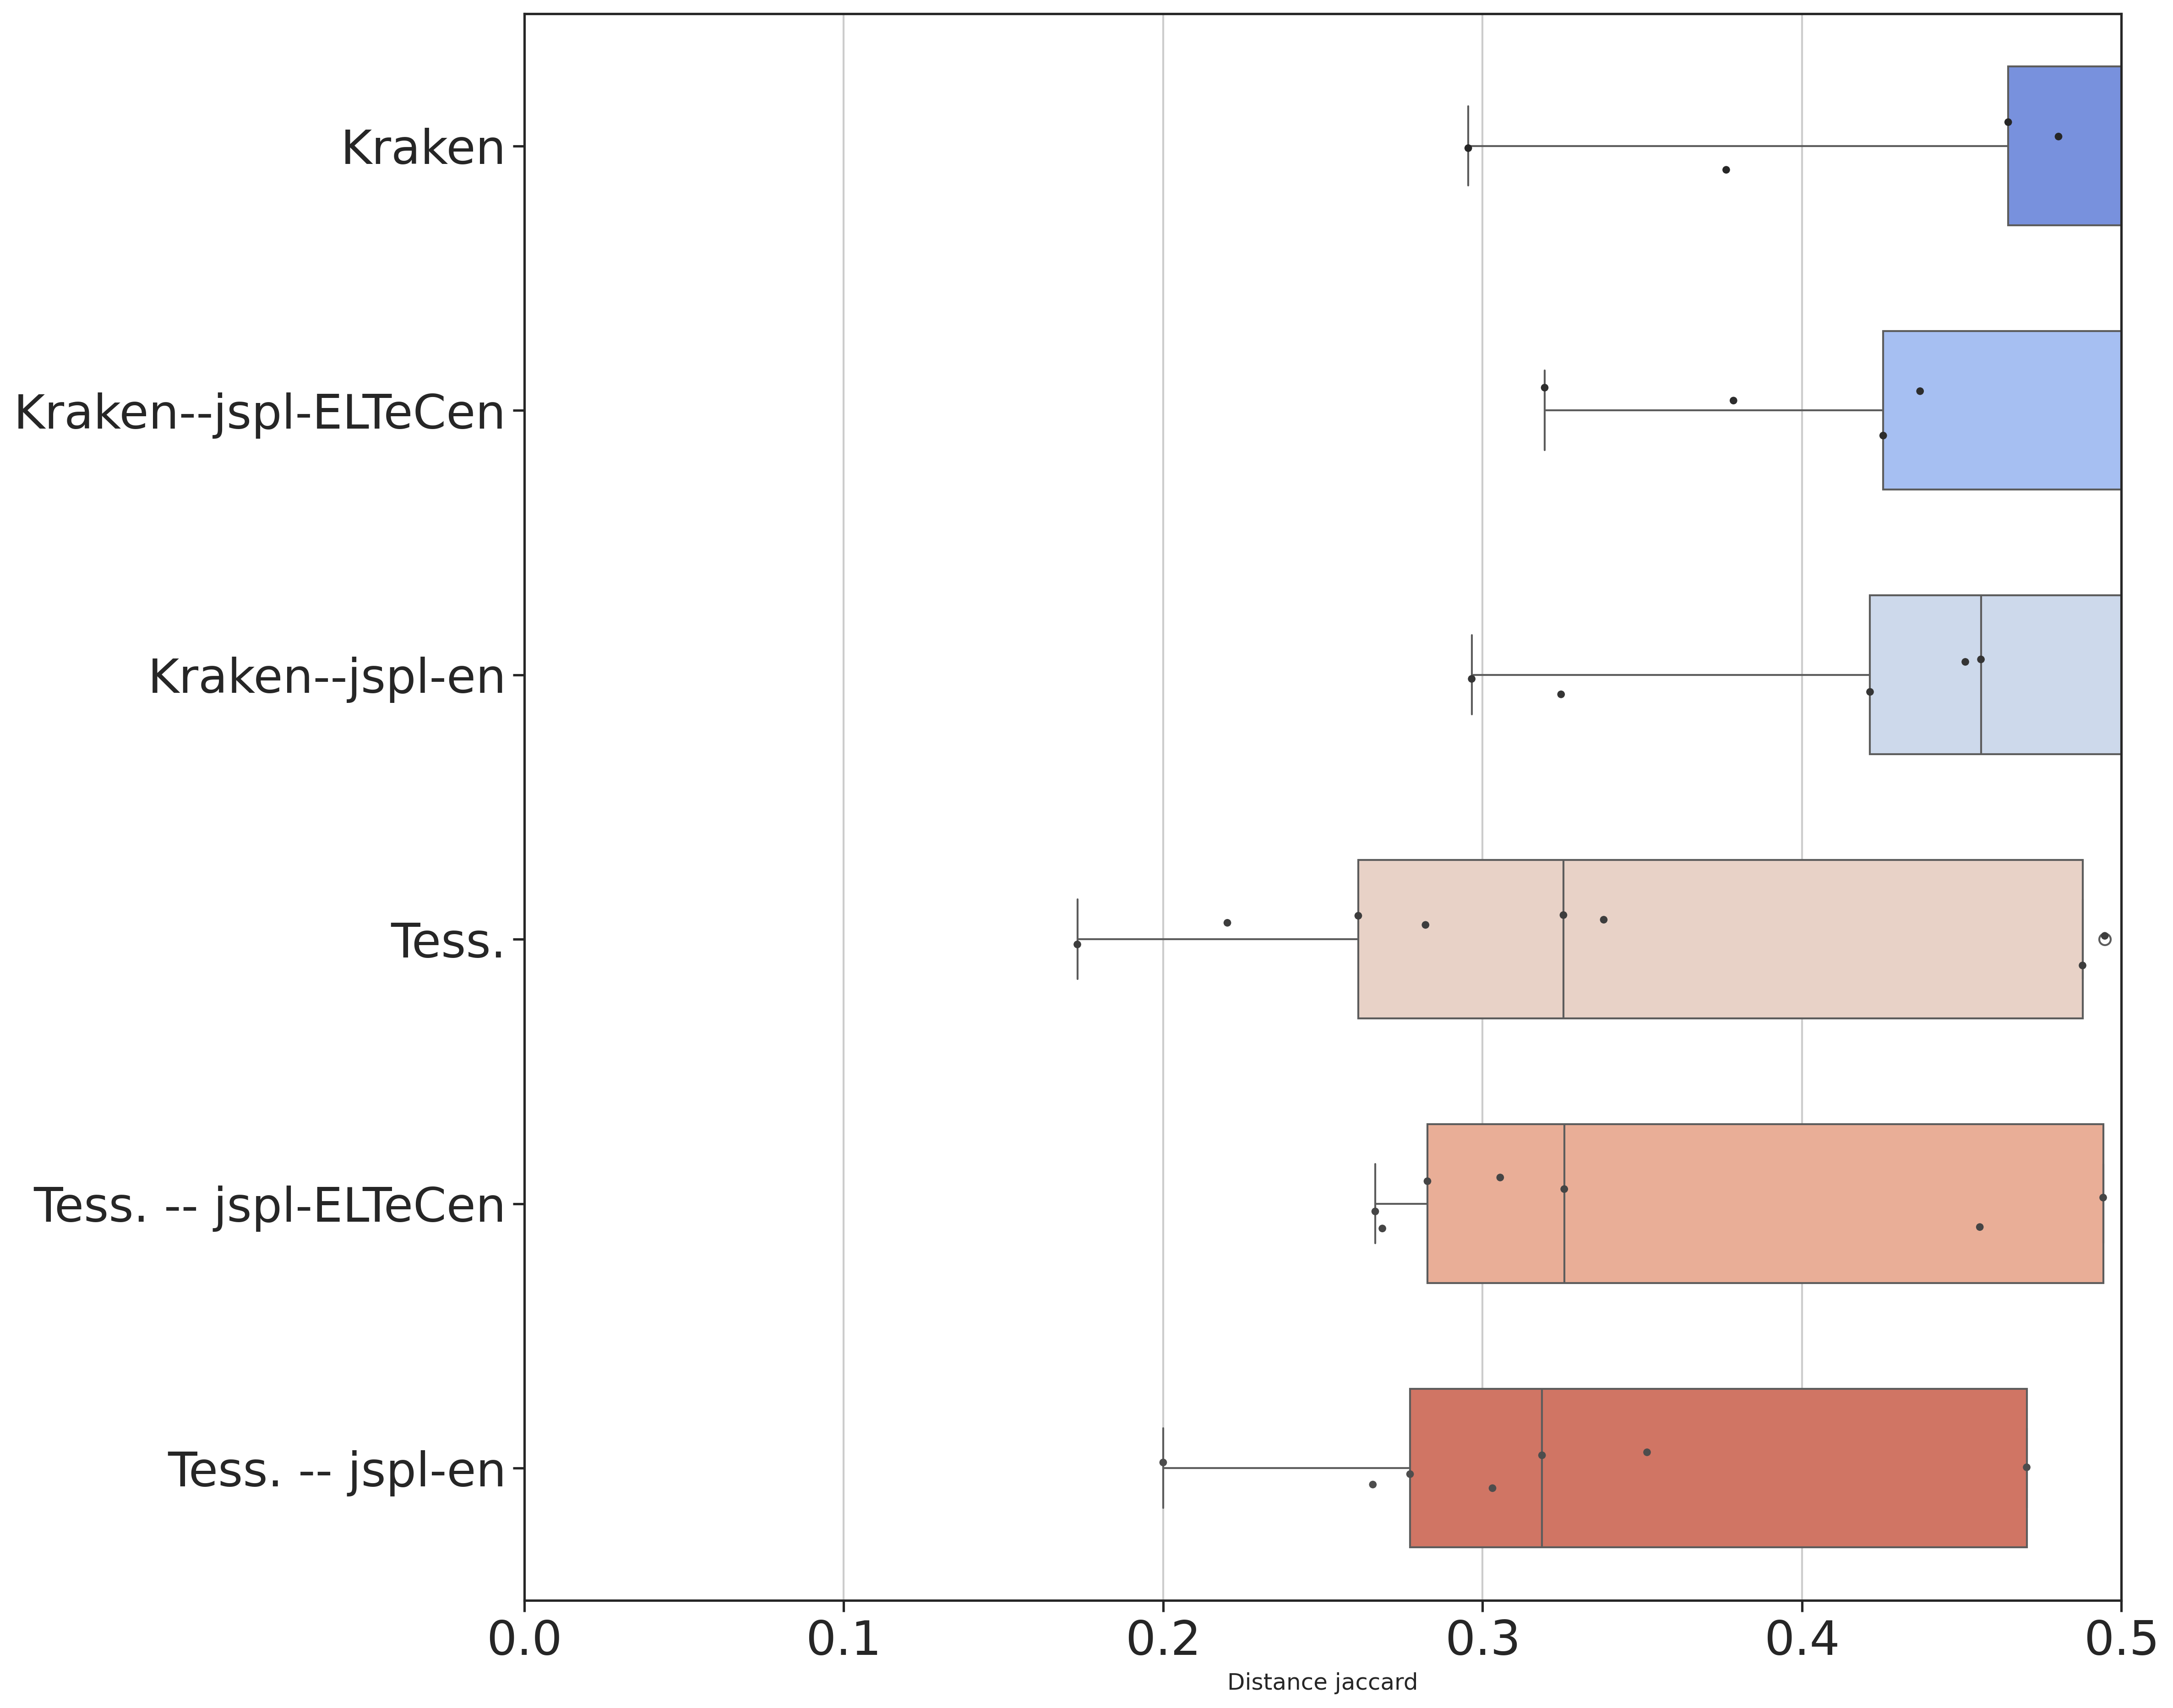 Kraken
Kraken--jspl-ELTeCen
Kraken--jspl-en
Tess.
Tess. -- jspl-ELTeCen
Tess. -- jspl-en
0.0 0.1 0.2 0.3 0.4 0.5
Distance jaccard